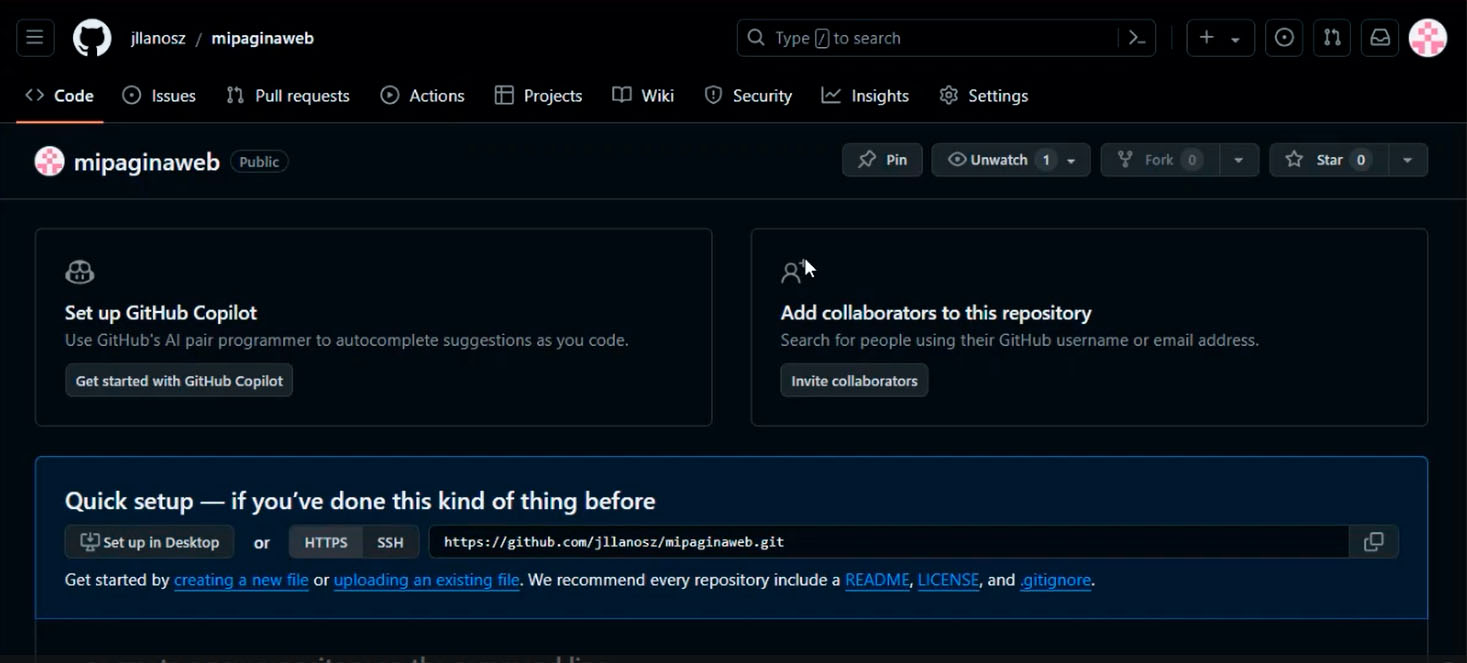 jllanosz / mipaginaweb
Type / to search
Code Issues Pull requests Actions Projects Wiki Security Insights Settings
mipaginaweb Public
Pin Unwatch 1 Fork 0 Star 0
Set up GitHub Copilot
Use GitHub's AI pair programmer to autocomplete suggestions as you code.
Get started with GitHub Copilot
Add collaborators to this repository
Search for people using their GitHub username or email address.
Invite collaborators
Quick setup — if you've done this kind of thing before
Set up in Desktop or HTTPS SSH https://github.com/jllanosz/mipaginaweb.git
Get started by creating a new file or uploading an existing file. We recommend every repository include a README, LICENSE, and .gitignore.